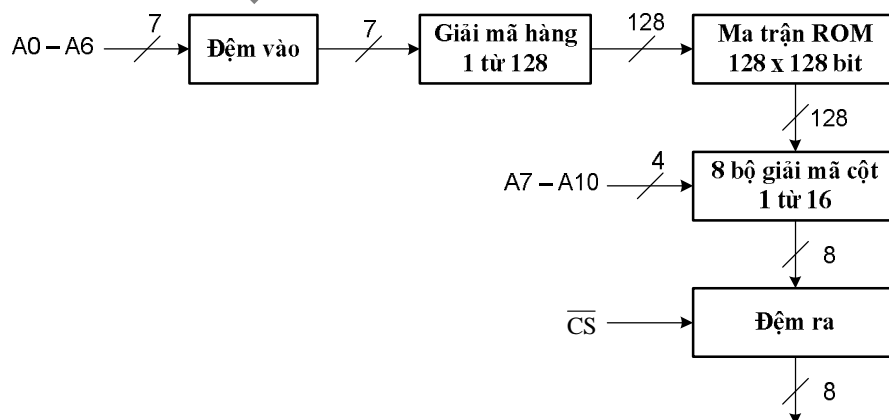 A0 – A6
7
Đệm vào
7
Giải mã hàng
1 từ 128
128
Ma trận ROM
128 x 128 bit
128
A7 – A10
4
8 bộ giải mã cột
1 từ 16
8
C̅S̅
Đệm ra
8